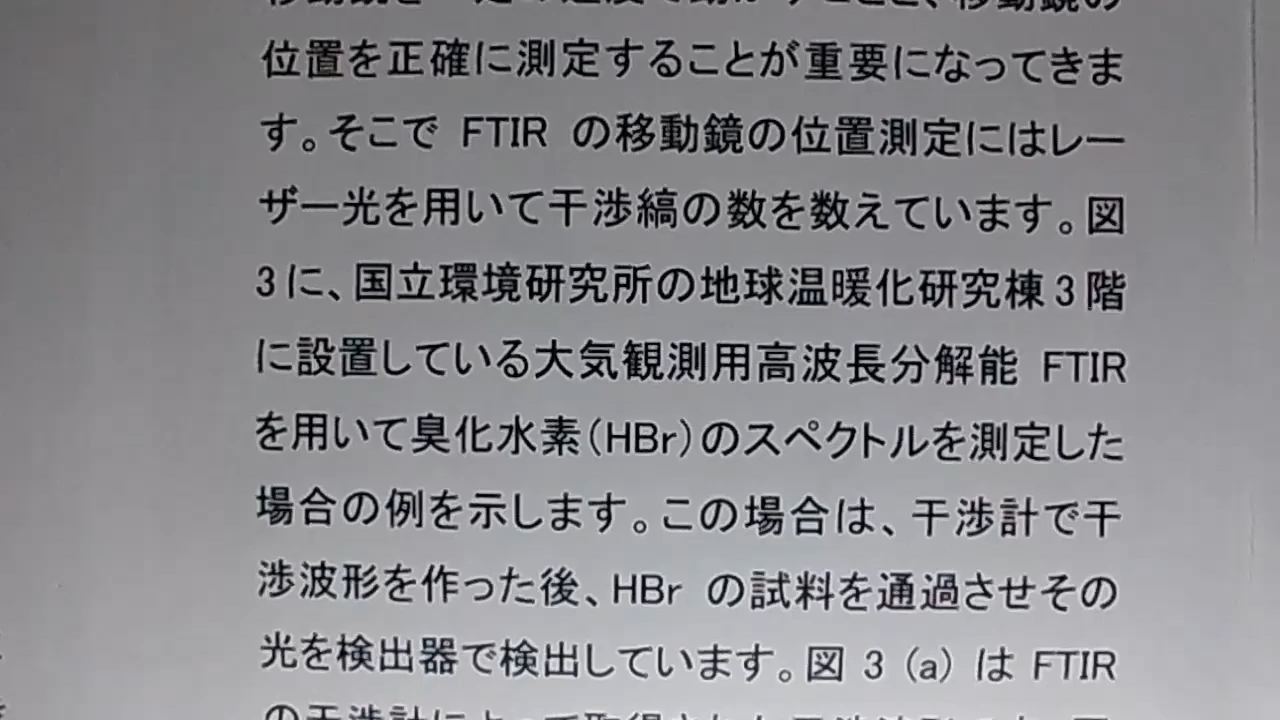 位置を正確に測定することが重要になってきま
す。そこで FTIR の移動鏡の位置測定にはレー
ザー光を用いて干渉縞の数を数えています。図
3に、国立環境研究所の地球温暖化研究棟3階
に設置している大気観測用高波長分解能 FTIR
を用いて臭化水素(HBr)のスペクトルを測定した
場合の例を示します。この場合は、干渉計で干
渉波形を作った後、HBr の試料を通過させその
光を検出器で検出しています。図 3 (a) は FTIR